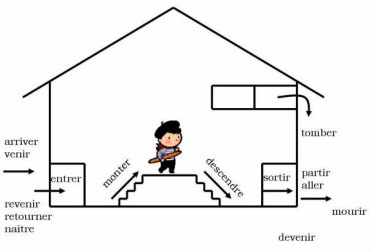 tomber
arriver
venir
entrer
monter
descendre
sortir
partir
aller
revenir
retourner
naître
mourir
devenir